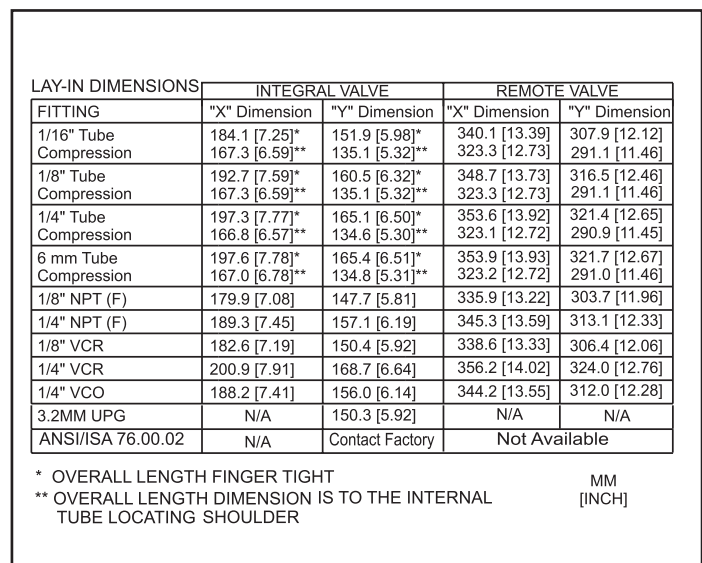 LAY-IN DIMENSIONS INTEGRAL VALVE REMOTE VALVE
FITTING "X" Dimension "Y" Dimension "X" Dimension "Y" Dimension
1/16" Tube 184.1 [7.25]* 151.9 [5.98]* 340.1 [13.39] 307.9 [12.12]
Compression 167.3 [6.59]** 135.1 [5.32]** 323.3 [12.73] 291.1 [11.46]
1/8" Tube 192.7 [7.59]* 160.5 [6.32]* 348.7 [13.73] 316.5 [12.46]
Compression 167.3 [6.59]** 135.1 [5.32]** 323.3 [12.73] 291.1 [11.46]
1/4" Tube 197.3 [7.77]* 165.1 [6.50]* 353.6 [13.92] 321.4 [12.65]
Compression 166.8 [6.57]** 134.6 [5.30]** 323.1 [12.72] 290.9 [11.45]
6 mm Tube 197.6 [7.78]* 165.4 [6.51]* 353.9 [13.93] 321.7 [12.67]
Compression 167.0 [6.78]** 134.8 [5.31]** 323.2 [12.72] 291.0 [11.46]
1/8" NPT (F) 179.9 [7.08] 147.7 [5.81] 335.9 [13.22] 303.7 [11.96]
1/4" NPT (F) 189.3 [7.45] 157.1 [6.19] 345.3 [13.59] 313.1 [12.33]
1/8" VCR 182.6 [7.19] 150.4 [5.92] 338.6 [13.33] 306.4 [12.06]
1/4" VCR 200.9 [7.91] 168.7 [6.64] 356.2 [14.02] 324.0 [12.76]
1/4" VCO 188.2 [7.41] 156.0 [6.14] 344.2 [13.55] 312.0 [12.28]
3.2MM UPG N/A 150.3 [5.92] N/A N/A
ANSI/ISA 76.00.02 N/A Contact Factory Not Available
* OVERALL LENGTH FINGER TIGHT MM
** OVERALL LENGTH DIMENSION IS TO THE INTERNAL [INCH]
TUBE LOCATING SHOULDER